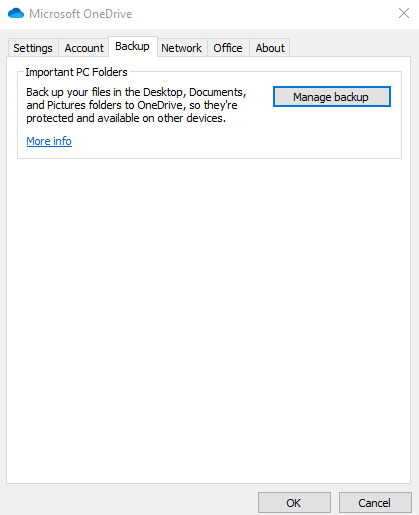 Microsoft OneDrive
Settings Account Backup Network Office About
Important PC Folders
Back up your files in the Desktop, Documents,
and Pictures folders to OneDrive, so they're
protected and available on other devices.
Manage backup
More info
OK Cancel